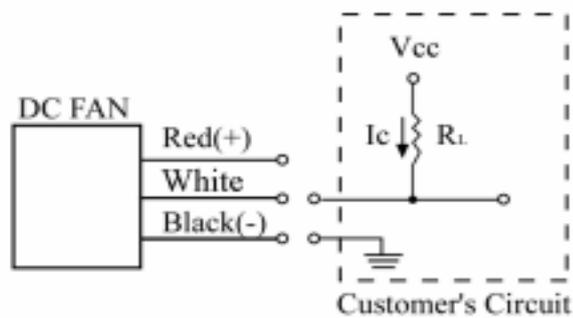 Vcc
DC FAN
Red(+)
Ic RL
White
Black(-)
Customer's Circuit